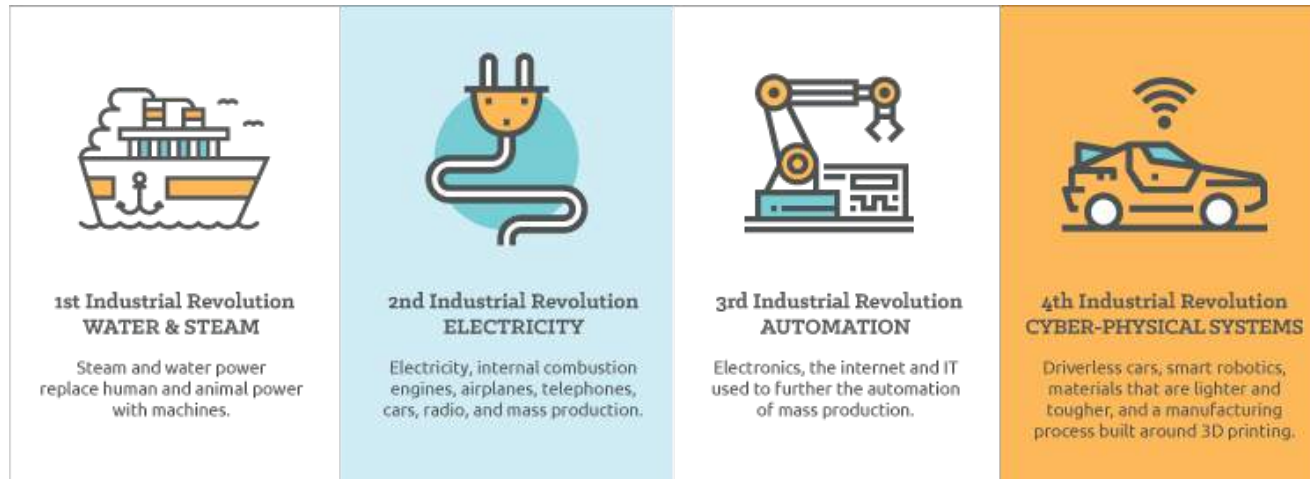 1st Industrial Revolution
WATER & STEAM
Steam and water power
replace human and animal power
with machines.
2nd Industrial Revolution
ELECTRICITY
Electricity, internal combustion
engines, airplanes, telephones,
cars, radio, and mass production.
3rd Industrial Revolution
AUTOMATION
Electronics, the internet and IT
used to further the automation
of mass production.
4th Industrial Revolution
CYBER-PHYSICAL SYSTEMS
Driverless cars, smart robotics,
materials that are lighter and
tougher, and a manufacturing
process built around 3D printing.